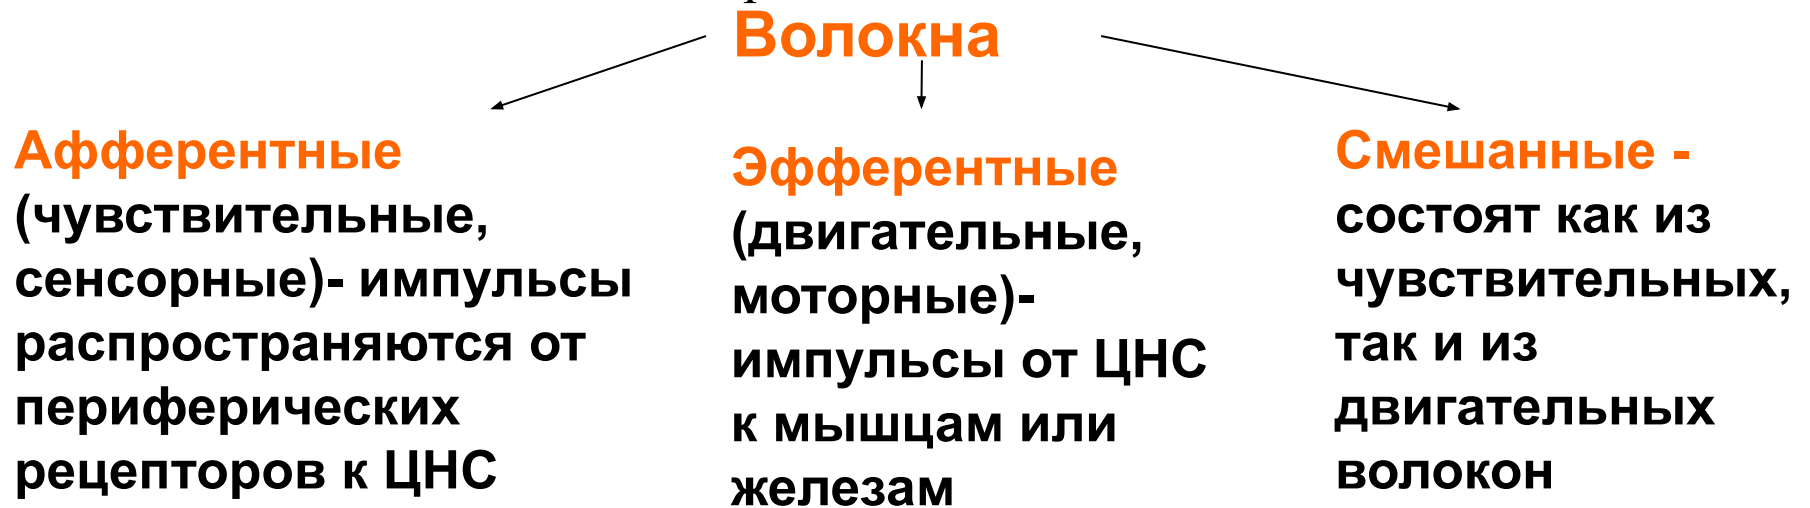 Волокна
Афферентные
(чувствительные,
сенсорные)- импульсы
распространяются от
периферических
рецепторов к ЦНС
Эфферентные
(двигательные,
моторные)-
импульсы от ЦНС
к мышцам или
железам
Смешанные -
состоят как из
чувствительных,
так и из
двигательных
волокон